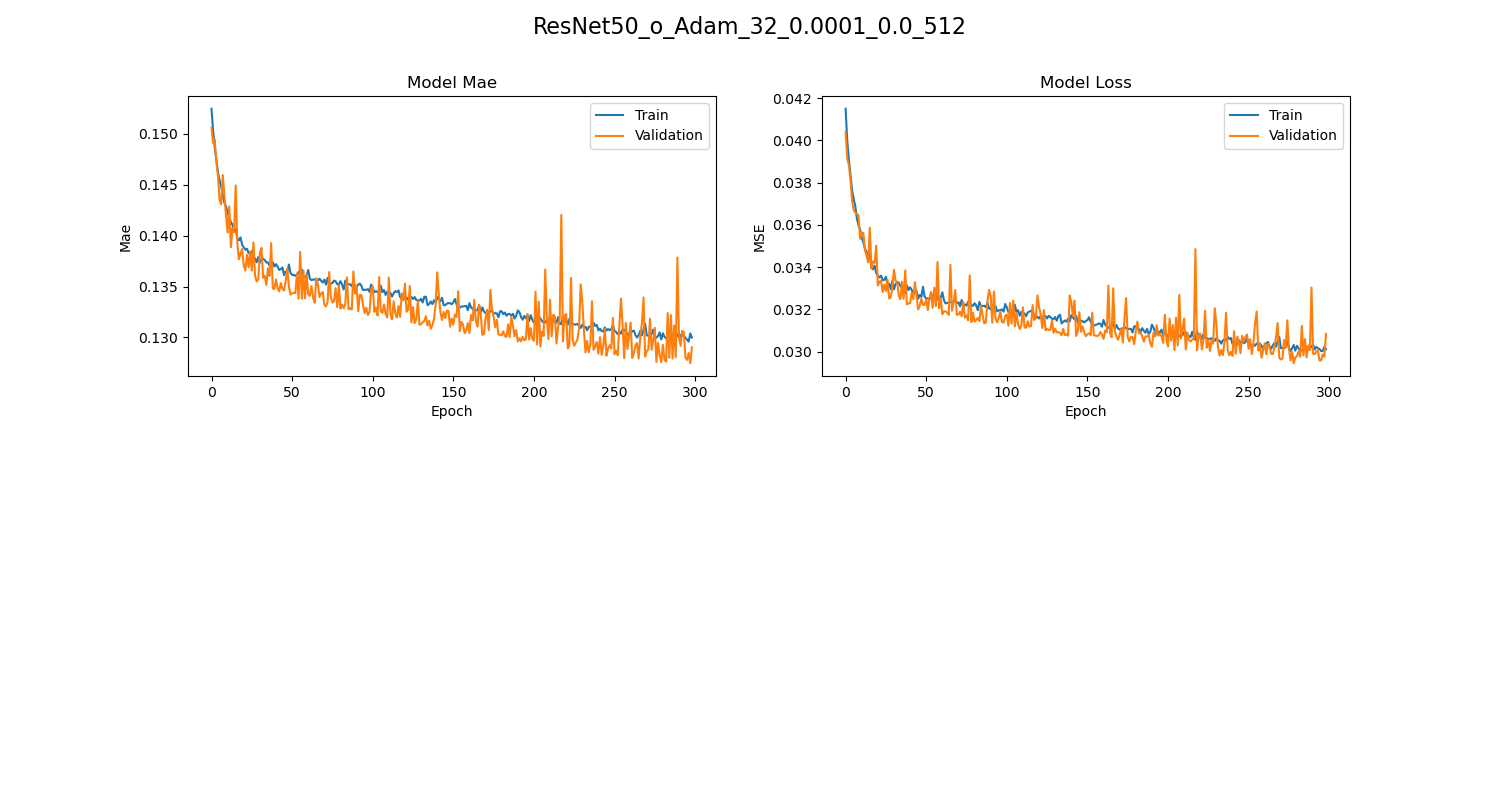 ResNet50_o_Adam_32_0.0001_0.0_512
Model Mae
Train
Validation
0.150
0.145
0.140
0.135
0.130
Mae
0 50 100 150 200 250 300
Epoch
Model Loss
Train
Validation
0.042
0.040
0.038
0.036
0.034
0.032
0.030
MSE
0 50 100 150 200 250 300
Epoch